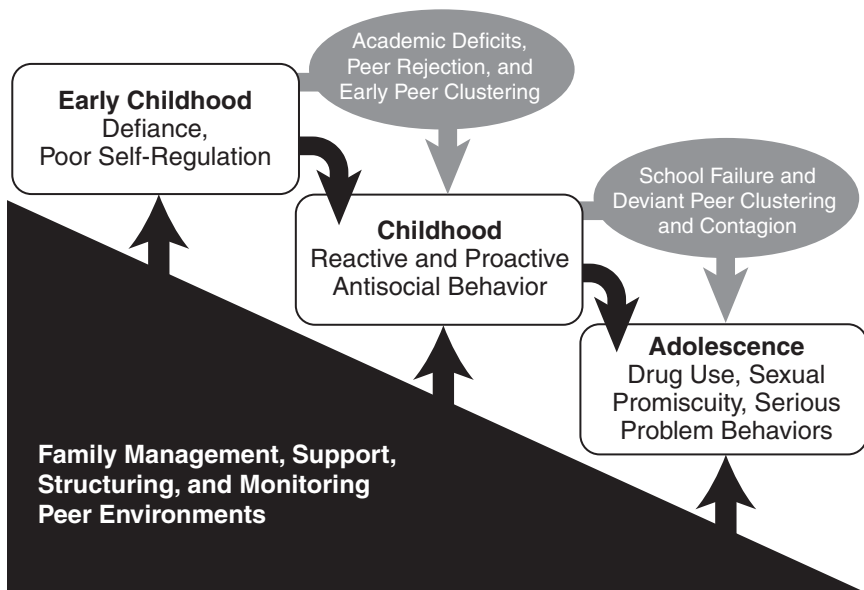 Academic Deficits,
Peer Rejection, and
Early Peer Clustering
Early Childhood
Defiance,
Poor Self-Regulation
School Failure and
Deviant Peer Clustering
and Contagion
Childhood
Reactive and Proactive
Antisocial Behavior
Adolescence
Drug Use, Sexual
Promiscuity, Serious
Problem Behaviors
Family Management, Support,
Structuring, and Monitoring
Peer Environments